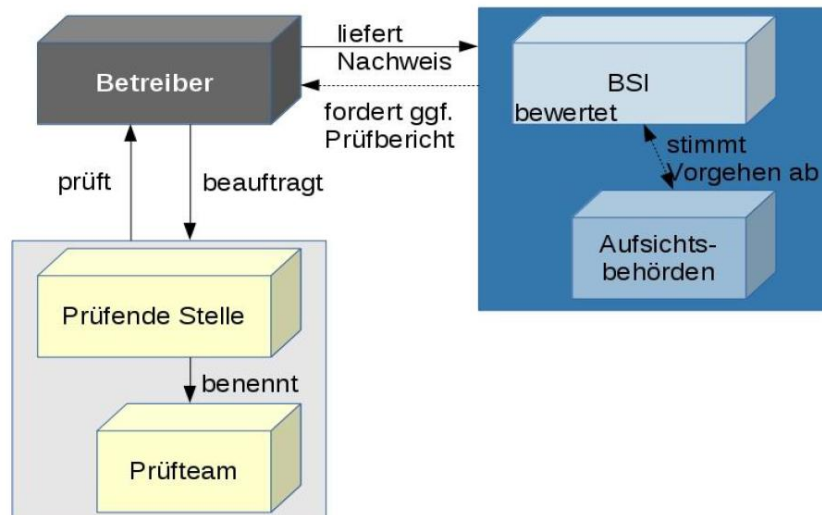 Betreiber
liefert
Nachweis
fordert ggf.
Prüfbericht
BSI
bewertet
stimmt
Vorgehen ab
Aufsichts-
behörden
prüft
beauftragt
Prüfende Stelle
benennt
Prüfteam